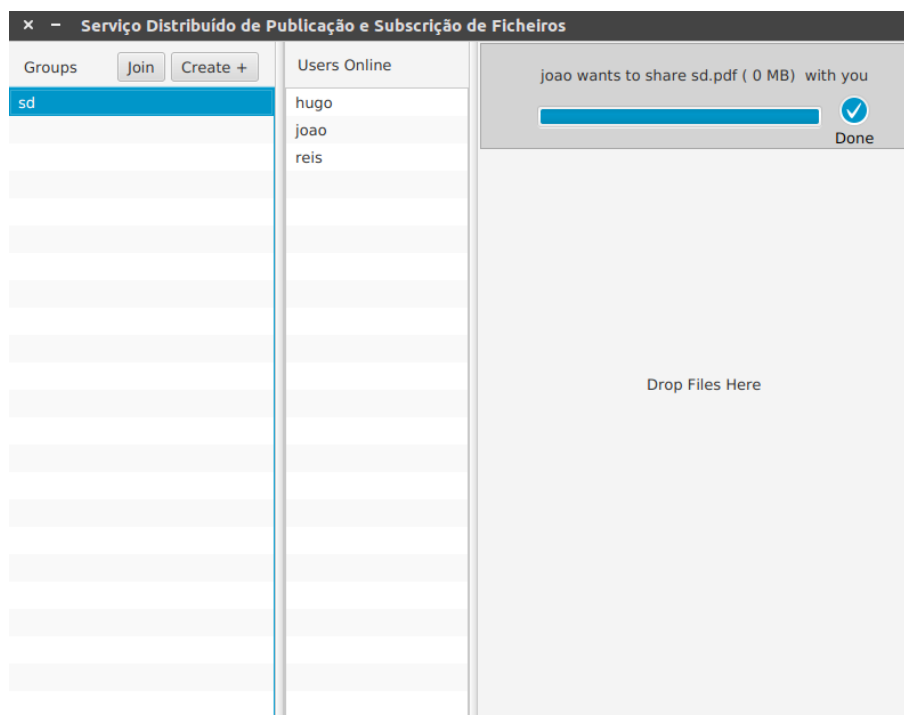 × – Serviço Distribuído de Publicação e Subscrição de Ficheiros
Groups Join Create +
sd
Users Online
hugo
joao
reis
joao wants to share sd.pdf ( 0 MB) with you
Done
Drop Files Here